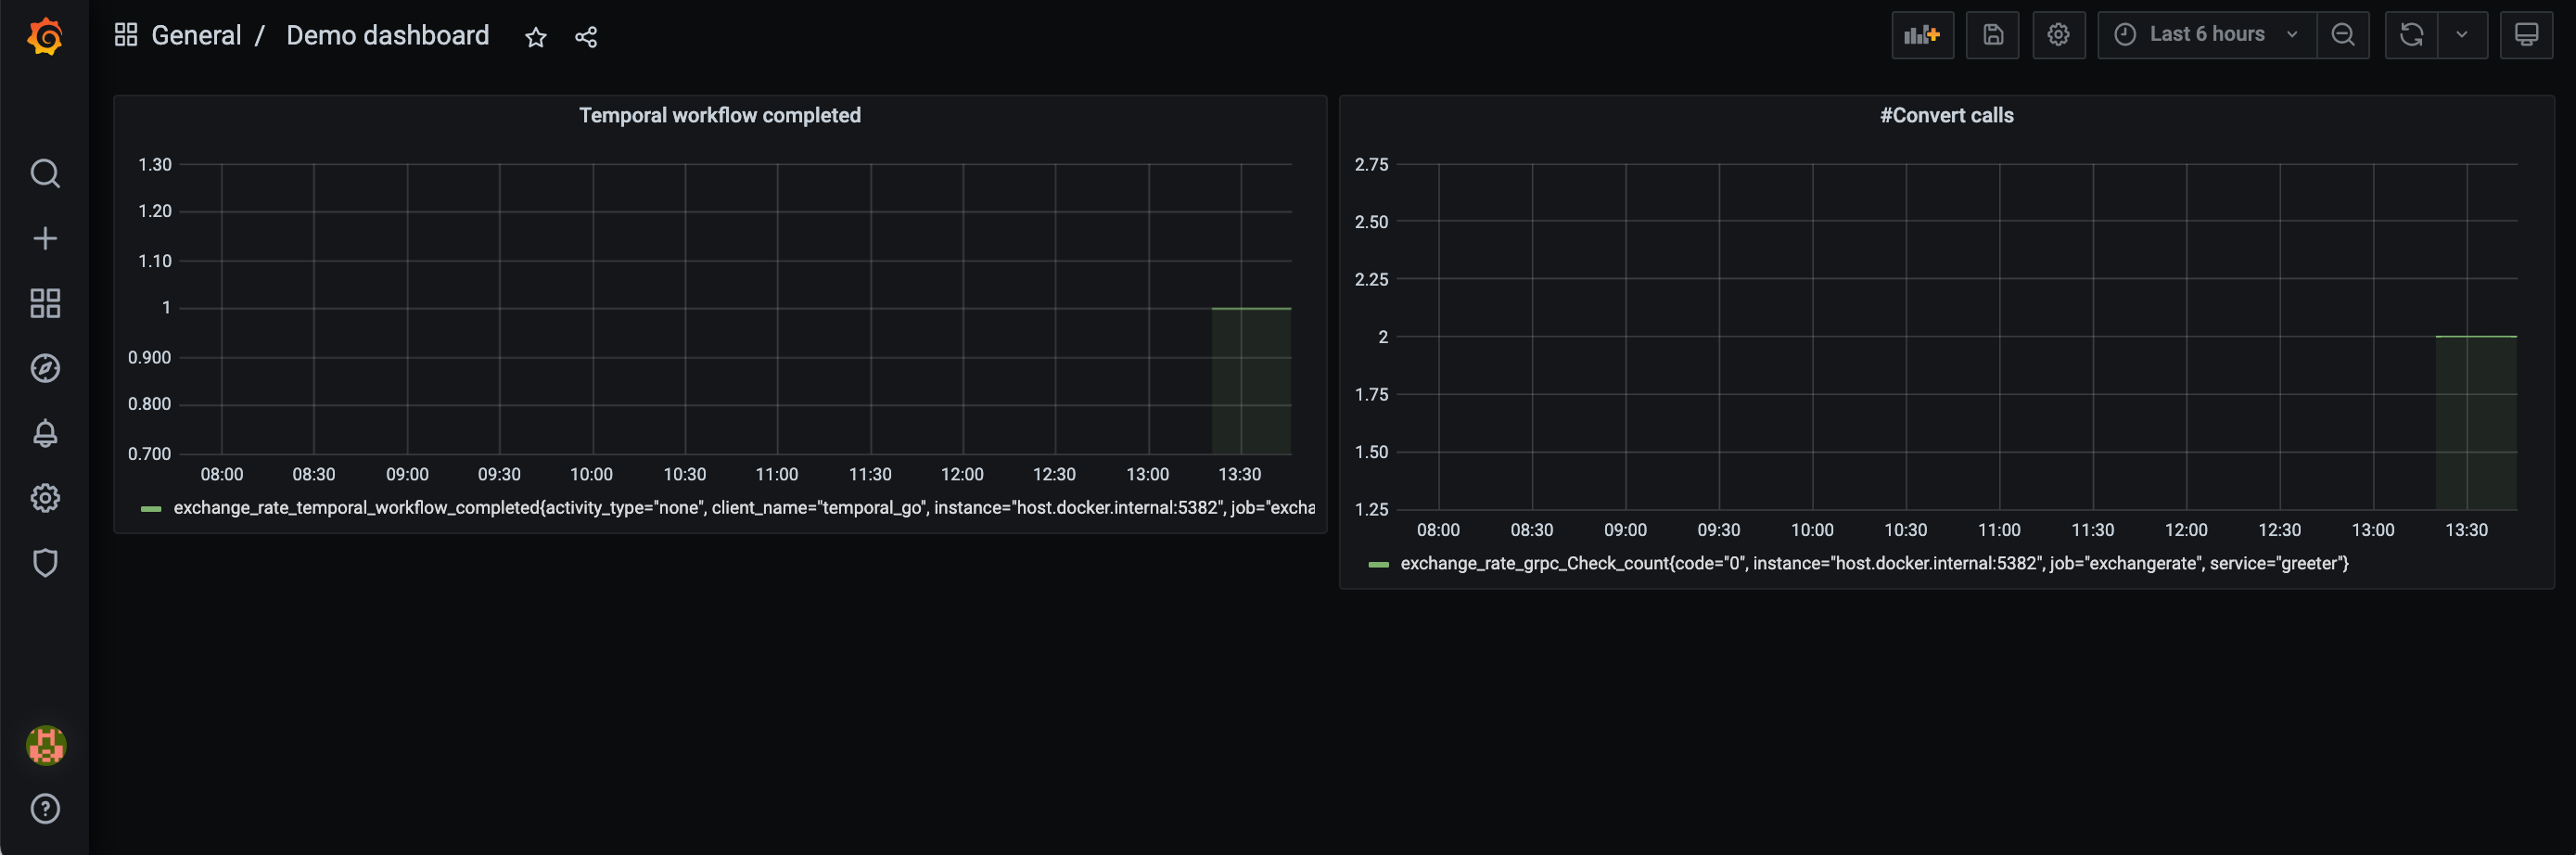 General / Demo dashboard
Last 6 hours
Temporal workflow completed
1.30
1.20
1.10
1
0.900
0.800
0.700
08:00 08:30 09:00 09:30 10:00 10:30 11:00 11:30 12:00 12:30 13:00 13:30
exchange_rate_temporal_workflow_completed{activity_type="none", client_name="temporal_go", instance="host.docker.internal:5382", job="excha
#Convert calls
2.75
2.50
2.25
2
1.75
1.50
1.25
08:00 08:30 09:00 09:30 10:00 10:30 11:00 11:30 12:00 12:30 13:00 13:30
exchange_rate_grpc_Check_count{code="0", instance="host.docker.internal:5382", job="exchangerate", service="greeter"}